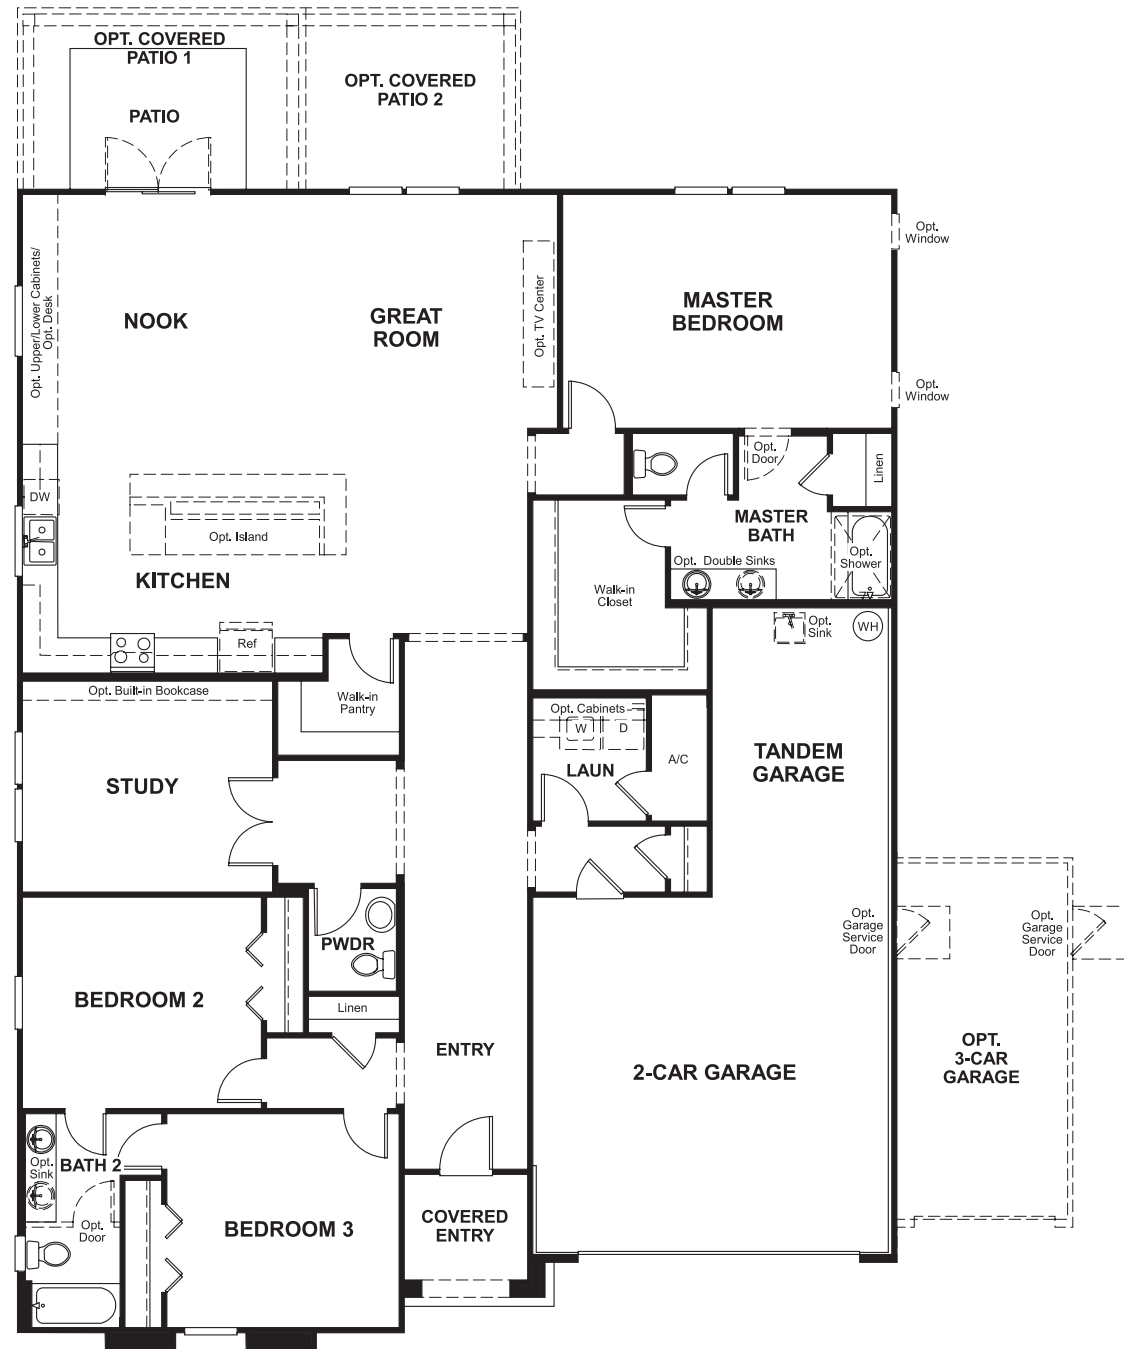 OPT. COVERED
PATIO 1
PATIO
OPT. COVERED
PATIO 2
Opt. Upper/Lower Cabinets/
Opt. Desk
NOOK
GREAT
ROOM
Opt. TV Center
MASTER
BEDROOM
Opt.
Window
Opt.
Window
DW
Opt. Island
KITCHEN
Ref
Opt.
Door
Linen
MASTER
BATH
Opt. Double Sinks
Opt.
Shower
Walk-in
Closet
Opt.
Sink
WH
Opt. Built-in Bookcase
Walk-in
Pantry
STUDY
Opt. Cabinets
W
D
LAUN
A/C
TANDEM
GARAGE
PWDR
Linen
BEDROOM 2
ENTRY
2-CAR GARAGE
Opt.
Garage
Service
Door
Opt.
Garage
Service
Door
OPT.
3-CAR
GARAGE
Opt.
Sink
BATH 2
Opt.
Door
BEDROOM 3
COVERED
ENTRY